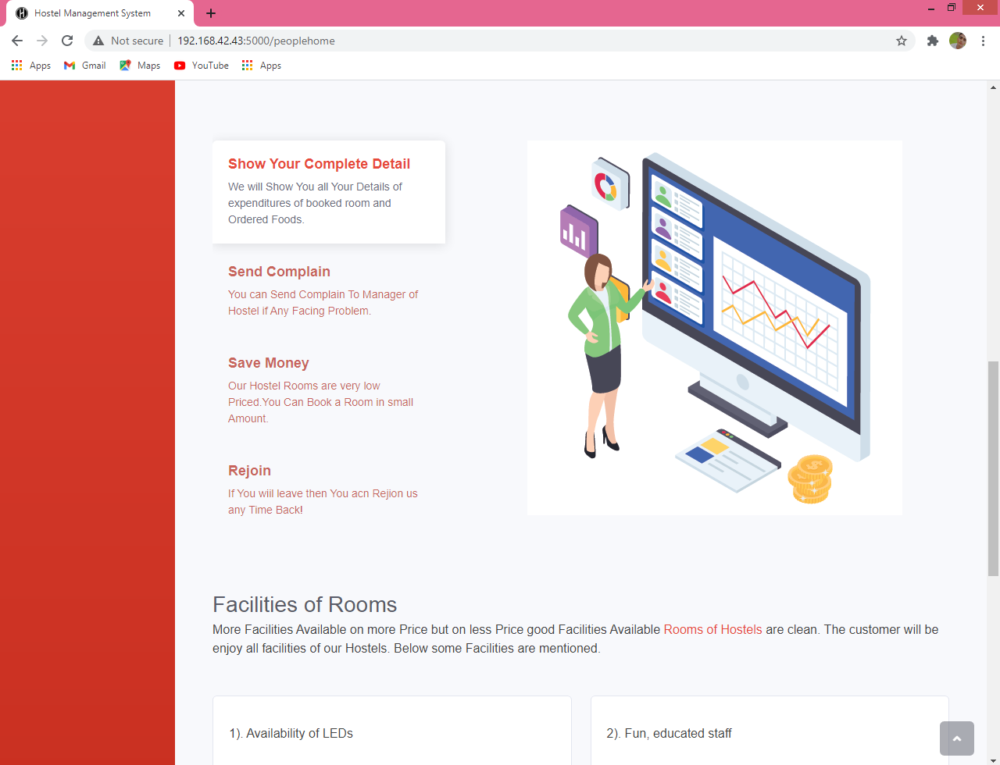 Hostel Management System
Not secure
192.168.42.43:5000/peoplehome
Apps
Gmail
Maps
YouTube
Apps
Show Your Complete Detail
We will Show You all Your Details of
expenditures of booked room and
Ordered Foods.
Send Complain
You can Send Complain To Manager of
Hostel if Any Facing Problem.
Save Money
Our Hostel Rooms are very low
Priced.You Can Book a Room in small
Amount.
Rejoin
If You wiil leave then You acn Rejion us
any Time Back!
Facilities of Rooms
More Facilities Available on more Price but on less Price good Facilities Available Rooms of Hostels are clean. The customer will be
enjoy all facilities of our Hostels. Below some Facilities are mentioned.
1). Availability of LEDs
2). Fun, educated staff